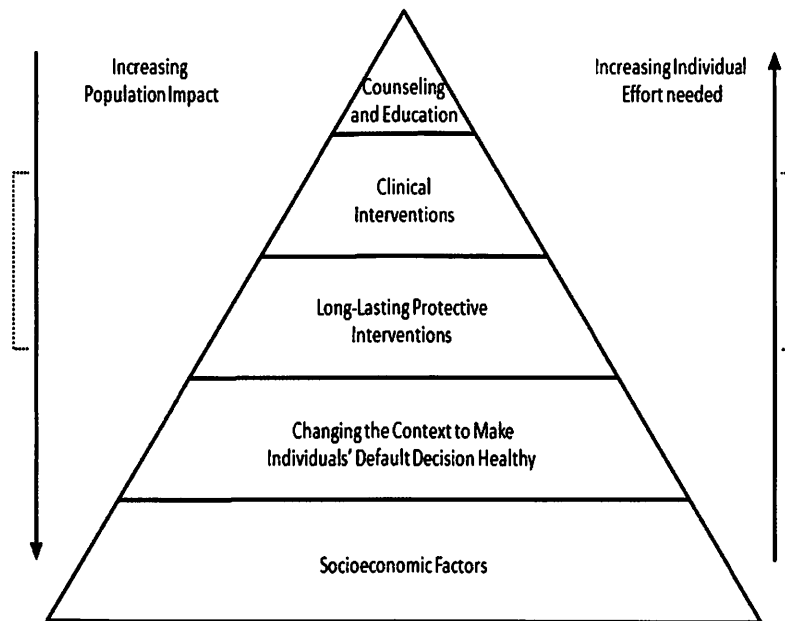 Increasing
Population Impact
Increasing Individual
Effort needed
Counseling
and Education
Clinical
Interventions
Long-Lasting Protective
Interventions
Changing the Context to Make
Individuals' Default Decision Healthy
Socioeconomic Factors